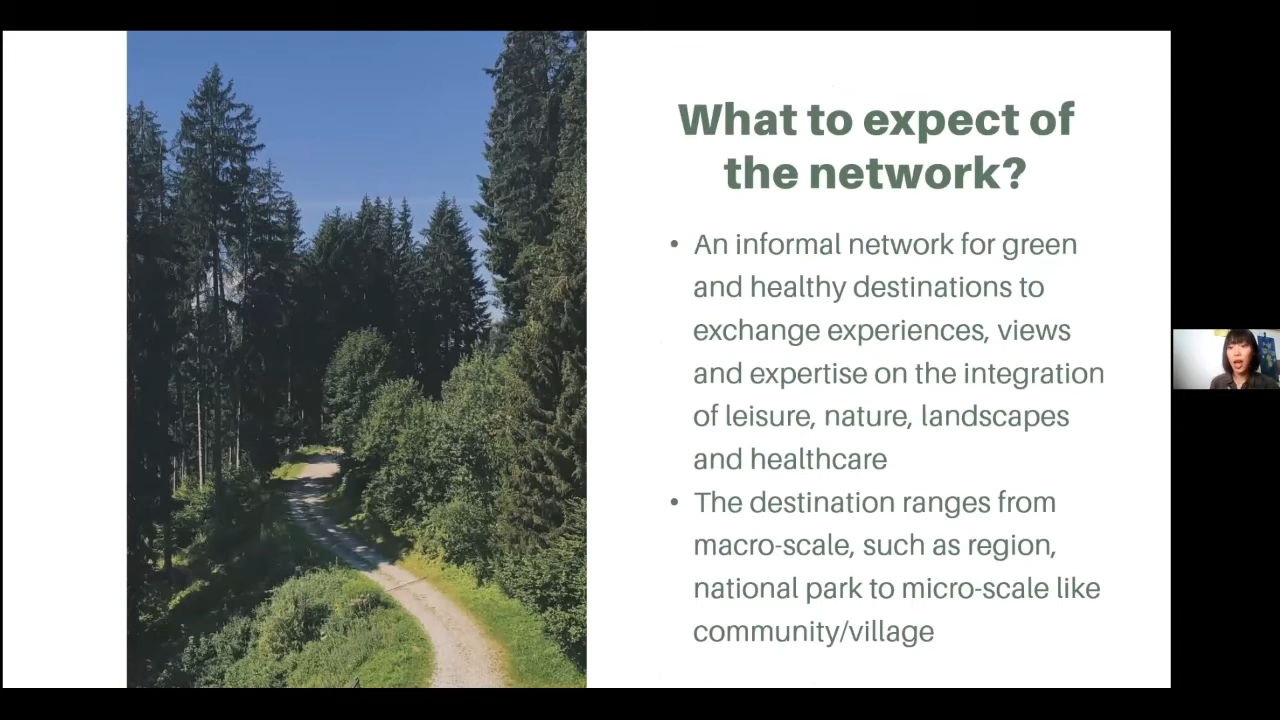 What to expect of
the network?
• An informal network for green
and healthy destinations to
exchange experiences, views
and expertise on the integration
of leisure, nature, landscapes
and healthcare
• The destination ranges from
macro-scale, such as region,
national park to micro-scale like
community/village